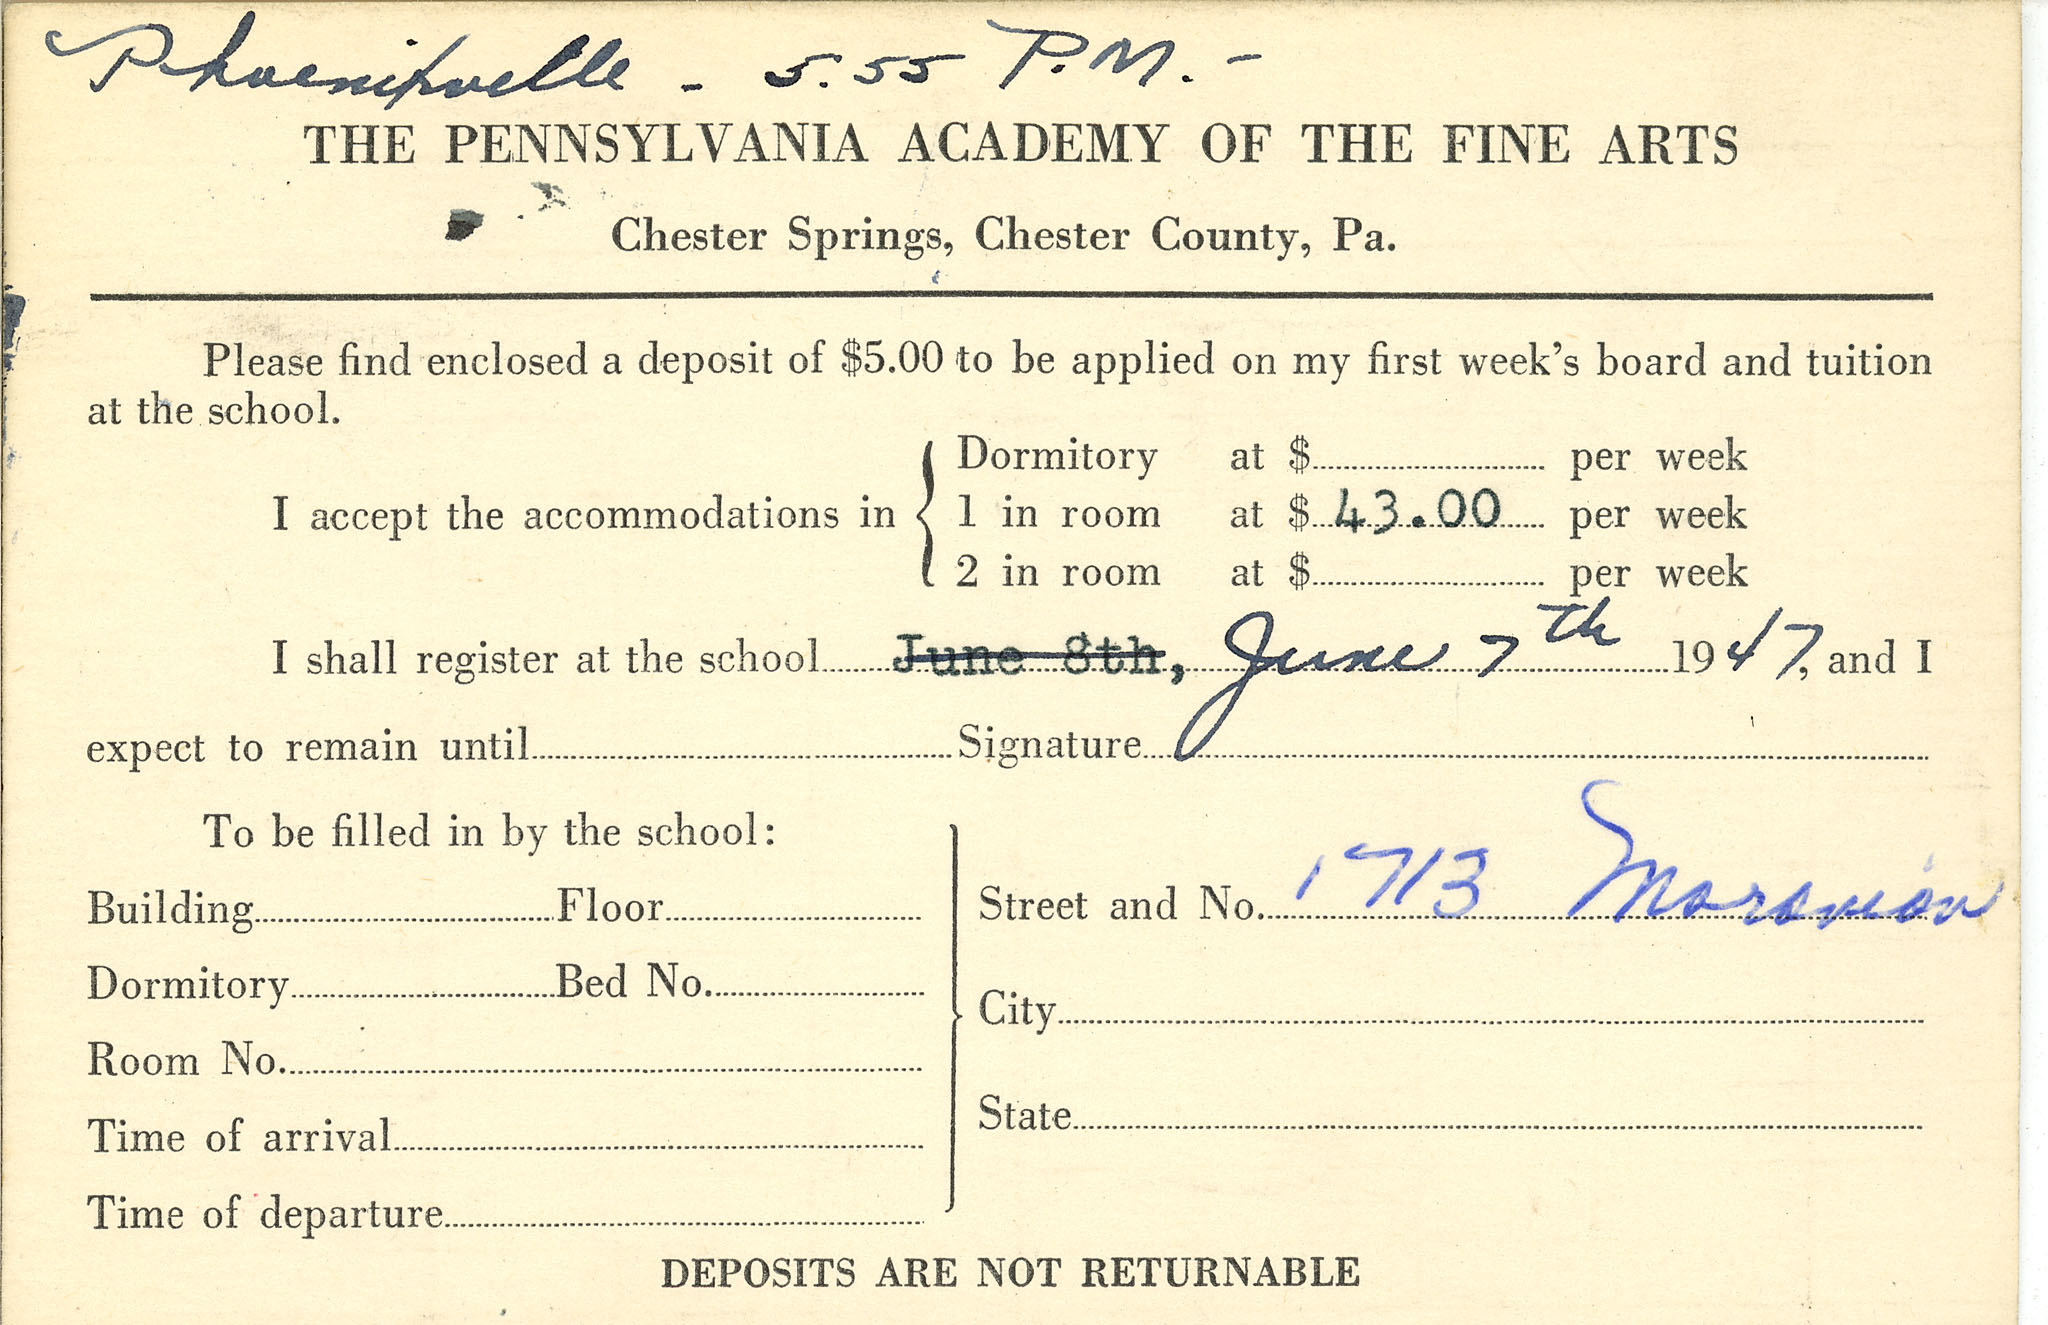 Phoenixville - 5.55 P.M. -
THE PENNSYLVANIA ACADEMY OF THE FINE ARTS
Chester Springs, Chester County, Pa.
Please find enclosed a deposit of $5.00 to be applied on my first week's board and tuition
at the school.
Dormitory at $ per week
I accept the accommodations in 1 in room at $ 43.00 per week
2 in room at $ per week
I shall register at the school June 8th, June 7th 1947, and I
expect to remain until Signature
To be filled in by the school:
Building Floor
Dormitory Bed No.
Room No.
Time of arrival
Time of departure
Street and No. 1713 Moravian
City
State
DEPOSITS ARE NOT RETURNABLE